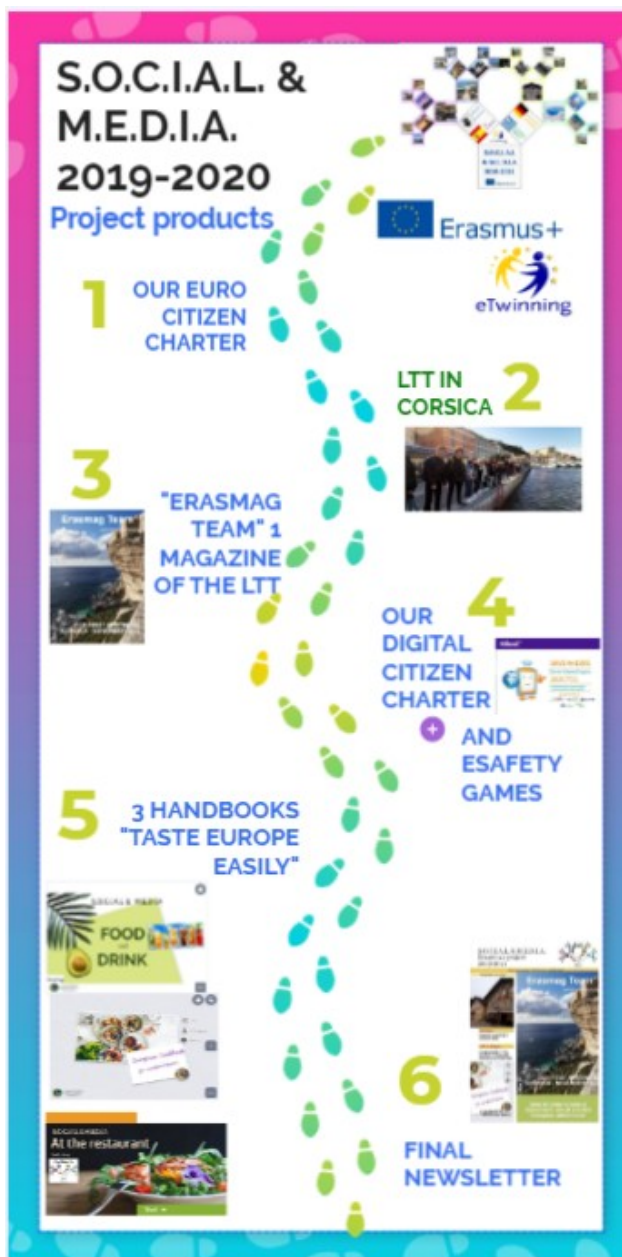 S.O.C.I.A.L. &
M.E.D.I.A.
2019-2020
Project products
Erasmus+
eTwinning
1
OUR EURO
CITIZEN
CHARTER
LTT IN
CORSICA
2
3
Erasmag Team
"ERASMAG
TEAM" 1
MAGAZINE
OF THE LTT
4
OUR
DIGITAL
CITIZEN
CHARTER
AND
ESAFETY
GAMES
5
3 HANDBOOKS
"TASTE EUROPE
EASILY"
SOCIAL & MEDIA
FOOD
DRINK
At the restaurant
Erasmag Team
6
FINAL
NEWSLETTER